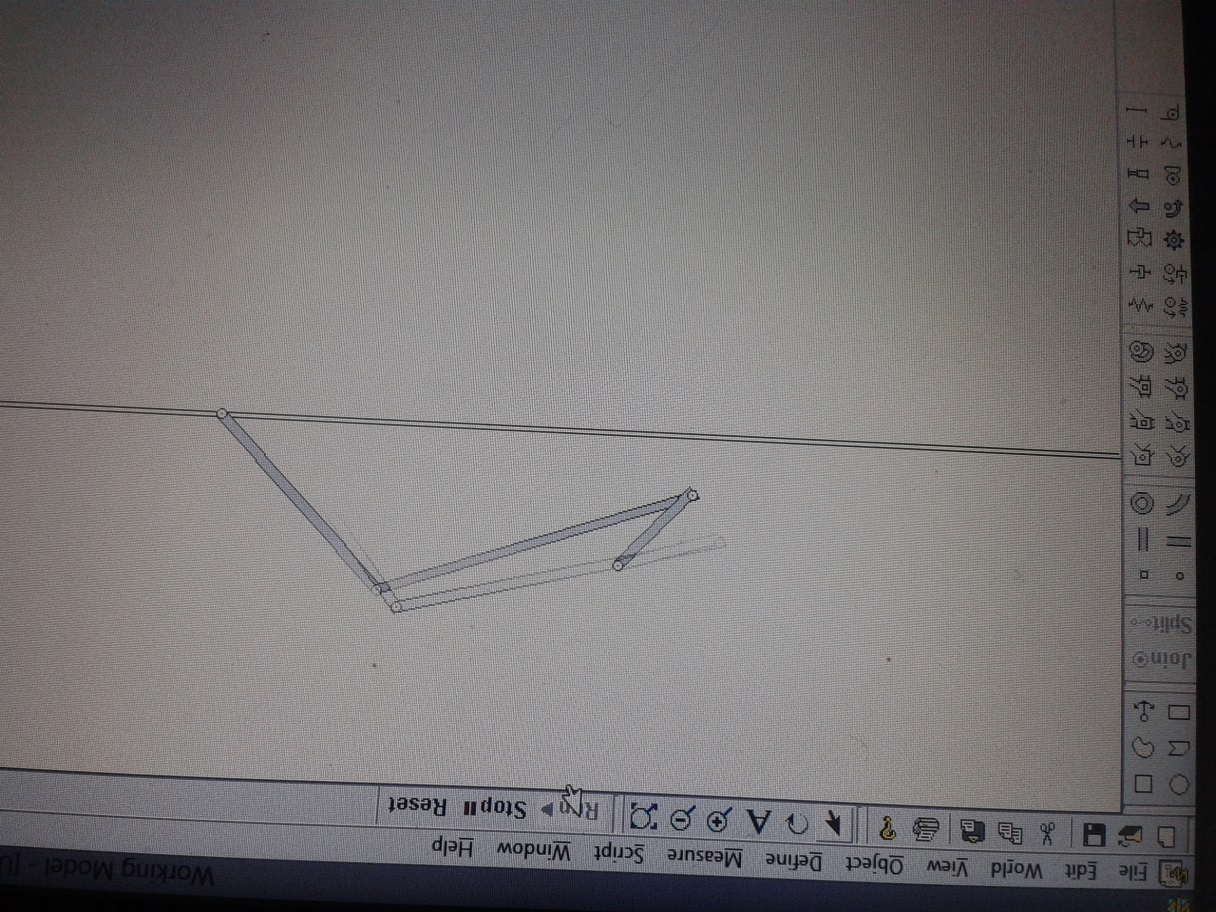 Working Model - [U
File Edit World View Object Define Measure Script Window Help
A Run Stop Reset
Join
Split